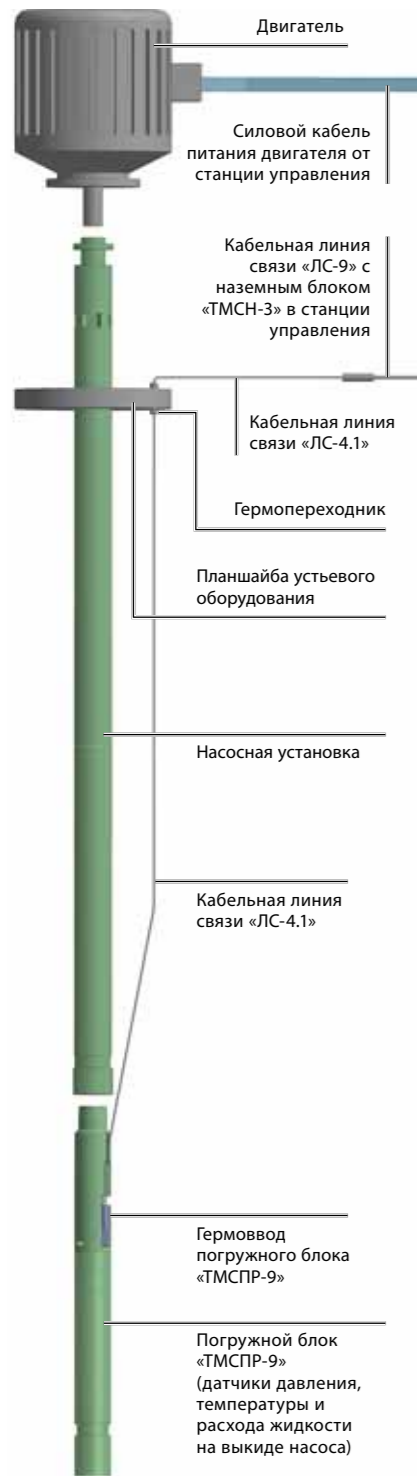 Двигатель
Силовой кабель
питания двигателя от
станции управления
Кабельная линия
связи «ЛС-9» с
наземным блоком
«ТМСН-3» в станции
управления
Кабельная линия
связи «ЛС-4.1»
Гермопереходник
Планшайба устьевого
оборудования
Насосная установка
Кабельная линия
связи «ЛС-4.1»
Гермоввод
погружного блока
«ТМСПР-9»
Погружной блок
«ТМСПР-9»
(датчики давления,
температуры и
расхода жидкости
на выкиде насоса)